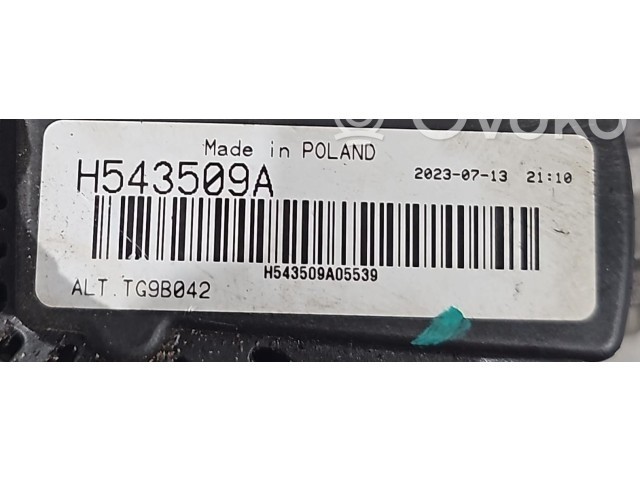 Ovoko
Made in POLAND
H543509A
2023-07-13 21:10
H543509A05539
ALT. TG9B042